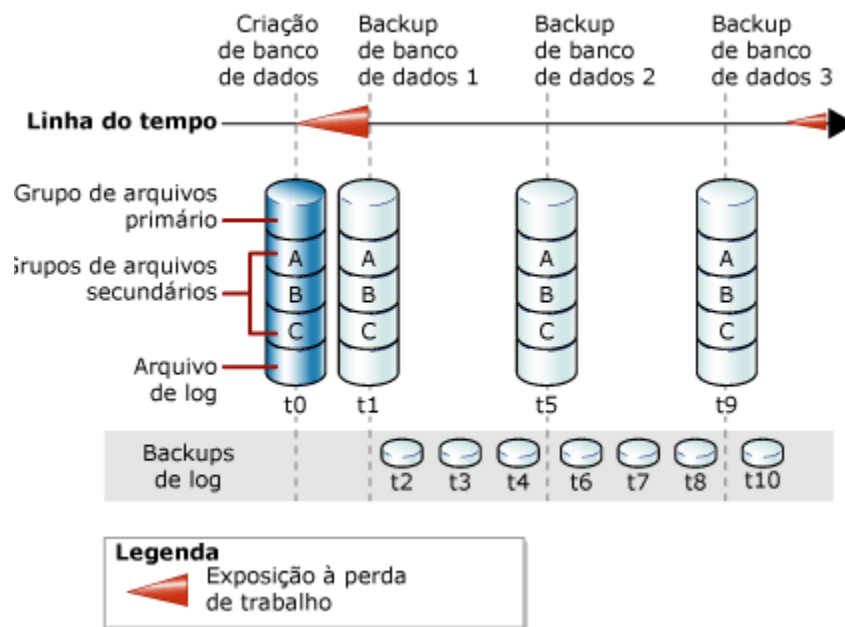 Criação
de banco
de dados
Backup
de banco
de dados 1
Backup
de banco
de dados 2
Backup
de banco
de dados 3
Linha do tempo
Grupo de arquivos
primário
Grupos de arquivos
secundários
Arquivo
de log
A
B
C
A
B
C
A
B
C
A
B
C
t0
t1
t5
t9
Backups
de log
t2
t3
t4
t6
t7
t8
t10
Legenda
Exposição à perda
de trabalho